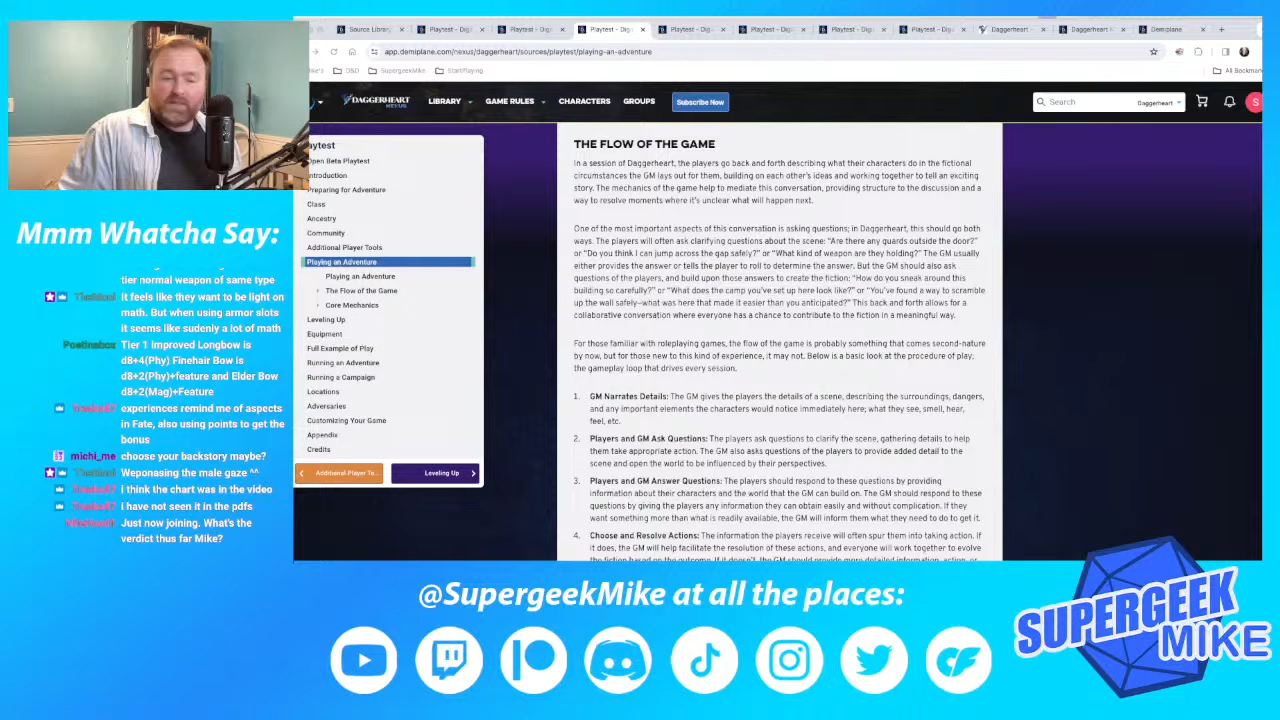 Source Library
Playtest - Dig
Playtest - Dig
Playtest - Dig
Playtest - Dig
Playtest - Dig
Playtest - Dig
Playtest - Dig
Daggerheart
Demiplane
app.demiplane.com/nexus/daggerheart/sources/playtest/playing-an-adventure
D&D
SupergeekMike
StartPlaying
All Bookmar
DAGGERHEART
NEXUS
LIBRARY
GAME RULES
CHARACTERS
GROUPS
Subscribe Now
Search
Daggerheart
S
aytest
Open Beta Playtest
ntroduction
Preparing for Adventure
Class
Ancestry
Community
Additional Player Tools
Playing an Adventure
Playing an Adventure
The Flow of the Game
Core Mechanics
Leveling Up
Equipment
Full Example of Play
Running an Adventure
Running a Campaign
Locations
Adversaries
Customizing Your Game
Appendix
Credits
Additional Player Te...
Leveling Up
THE FLOW OF THE GAME
In a session of Daggerheart, the players go back and forth describing what their characters do in the fictional
circumstances the GM lays out for them, building on each other's ideas and working together to tell an exciting
story. The mechanics of the game help to mediate this conversation, providing structure to the discussion and a
way to resolve moments where it's unclear what will happen next.
One of the most important aspects of this conversation is asking questions; in Daggerheart, this should go both
ways. The players will often ask clarifying questions about the scene: "Are there any guards outside the door?"
or "Do you think I can jump across the gap safely?" or "What kind of weapon are they holding?" The GM usually
either provides the answer or tells the player to roll to determine the answer. But the GM should also ask
questions of the players, and build upon those answers to create the fiction: "How do you sneak around this
building so carefully?" or "What does the camp you've set up here look like?" or "You've found a way to scramble
up the wall safely—what was here that made it easier than you anticipated?" This back and forth allows for a
collaborative conversation where everyone has a chance to contribute to the fiction in a meaningful way.
For those familiar with roleplaying games, the flow of the game is probably something that comes second-nature
by now, but for those new to this kind of experience, it may not. Below is a basic look at the procedure of play;
the gameplay loop that drives every session.
1. GM Narrates Details: The GM gives the players the details of a scene, describing the surroundings, dangers,
and any important elements the characters would notice immediately here; what they see, smell, hear,
feel, etc.
2. Players and GM Ask Questions: The players ask questions to clarify the scene, gathering details to help
them take appropriate action. The GM also asks questions of the players to provide added detail to the
scene and open the world to be influenced by their perspectives.
3. Players and GM Answer Questions: The players should respond to these questions by providing
information about their characters and the world that the GM can build on. The GM should respond to these
questions by giving the players any information they can obtain easily and without complication. If they
want something more than what is readily available, the GM will inform them what they need to do to get it.
4. Choose and Resolve Actions: The information the players receive will often spur them into taking action. If
it does, the GM will help facilitate the resolution of these actions, and everyone will work together to evolve
Mmm Whatcha Say:
tier normal weapon of same type
It feels like they want to be light on
math. But when using armor slots
it seems like sudenly a lot of math
Poetinabox Tier 1 Improved Longbow is
d8+4(Phy) Finehair Bow is
d8+2(Phy)+feature and Elder Bow
d8+2(Mag)+Feature
experiences remind me of aspects
in Fate, also using points to get the
bonus
michi_me choose your backstory maybe?
Weponasing the male gaze ^^
i think the chart was in the video
i have not seen it in the pdfs
Just now joining. What's the
verdict thus far Mike?
@SupergeekMike at all the places:
SUPERGEEK
MIKE